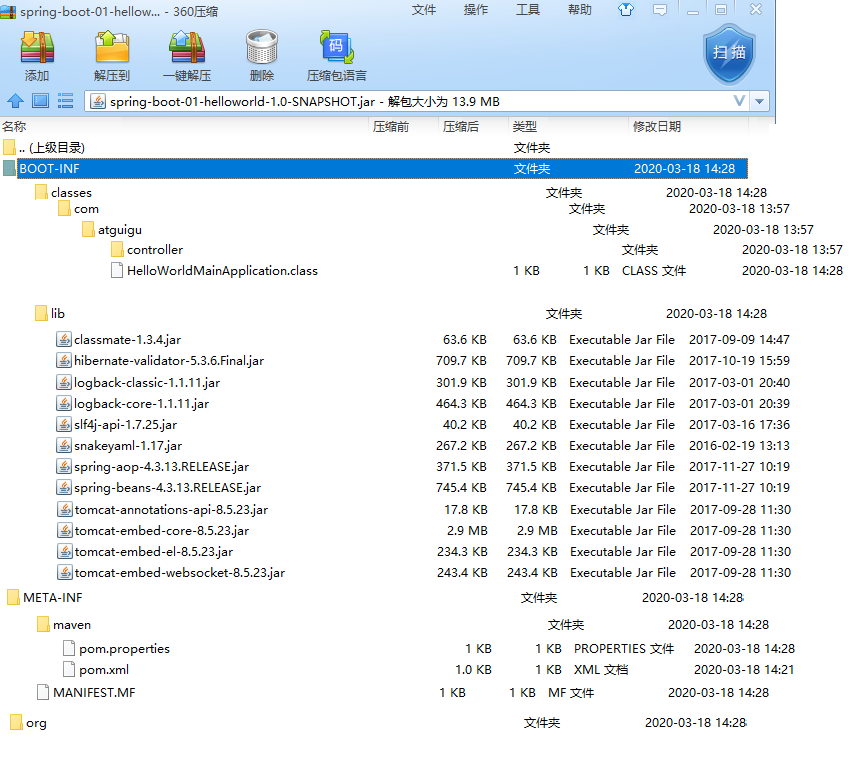 spring-boot-01-hellow... - 360压缩 文件 操作 工具 帮助
添加 解压到 一键解压 删除 码 压缩包语言 扫描
spring-boot-01-helloworld-1.0-SNAPSHOT.jar - 解包大小为 13.9 MB
名称 压缩前 压缩后 类型 修改日期
.. (上级目录) 文件夹
BOOT-INF 文件夹 2020-03-18 14:28
classes 文件夹 2020-03-18 14:28
com 文件夹 2020-03-18 13:57
atguigu 文件夹 2020-03-18 13:57
controller 文件夹 2020-03-18 13:57
HelloWorldMainApplication.class 1 KB 1 KB CLASS 文件 2020-03-18 14:28
lib 文件夹 2020-03-18 14:28
classmate-1.3.4.jar 63.6 KB 63.6 KB Executable Jar File 2017-09-09 14:47
hibernate-validator-5.3.6.Final.jar 709.7 KB 709.7 KB Executable Jar File 2017-10-19 15:59
logback-classic-1.1.11.jar 301.9 KB 301.9 KB Executable Jar File 2017-03-01 20:40
logback-core-1.1.11.jar 464.3 KB 464.3 KB Executable Jar File 2017-03-01 20:39
slf4j-api-1.7.25.jar 40.2 KB 40.2 KB Executable Jar File 2017-03-16 17:36
snakeyaml-1.17.jar 267.2 KB 267.2 KB Executable Jar File 2016-02-19 13:13
spring-aop-4.3.13.RELEASE.jar 371.5 KB 371.5 KB Executable Jar File 2017-11-27 10:19
spring-beans-4.3.13.RELEASE.jar 745.4 KB 745.4 KB Executable Jar File 2017-11-27 10:19
tomcat-annotations-api-8.5.23.jar 17.8 KB 17.8 KB Executable Jar File 2017-09-28 11:30
tomcat-embed-core-8.5.23.jar 2.9 MB 2.9 MB Executable Jar File 2017-09-28 11:30
tomcat-embed-el-8.5.23.jar 234.3 KB 234.3 KB Executable Jar File 2017-09-28 11:30
tomcat-embed-websocket-8.5.23.jar 243.4 KB 243.4 KB Executable Jar File 2017-09-28 11:30
META-INF 文件夹 2020-03-18 14:28
maven 文件夹 2020-03-18 14:28
pom.properties 1 KB 1 KB PROPERTIES 文件 2020-03-18 14:28
pom.xml 1.0 KB 1 KB XML 文档 2020-03-18 14:21
MANIFEST.MF 1 KB 1 KB MF 文件 2020-03-18 14:28
org 文件夹 2020-03-18 14:28